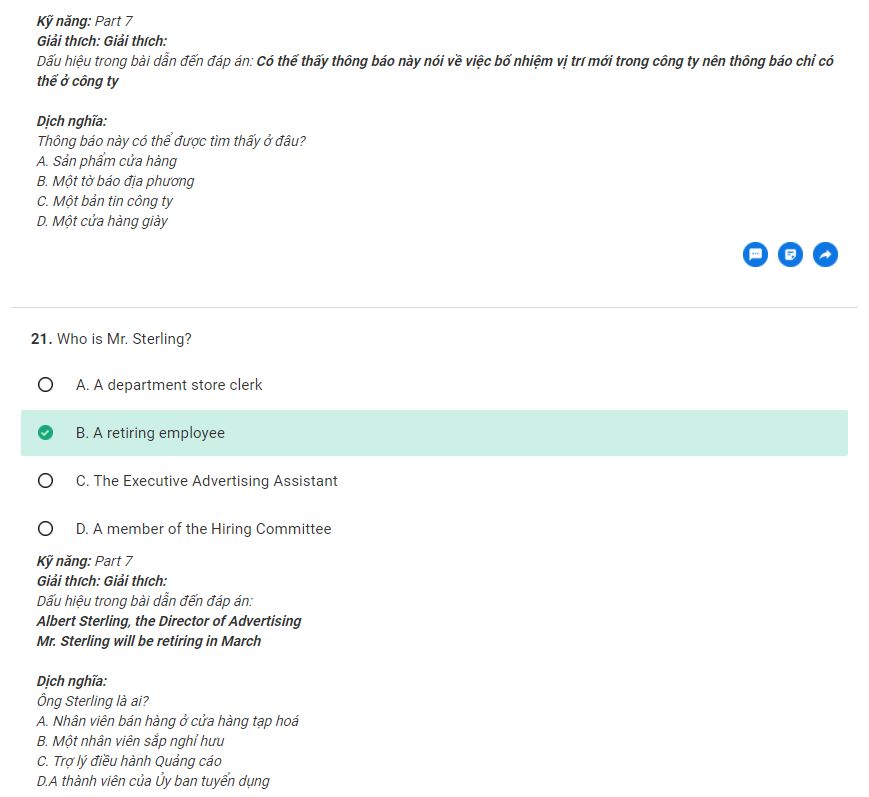 Kỹ năng: Part 7
Giải thích: Giải thích:
Dấu hiệu trong bài dẫn đến đáp án: Có thể thấy thông báo này nói về việc bổ nhiệm vị trí mới trong công ty nên thông báo chỉ có
thể ở công ty
Dịch nghĩa:
Thông báo này có thể được tìm thấy ở đâu?
A. Sản phẩm cửa hàng
B. Một tờ báo địa phương
C. Một bản tin công ty
D. Một cửa hàng giày
21. Who is Mr. Sterling?
A. A department store clerk
B. A retiring employee
C. The Executive Advertising Assistant
D. A member of the Hiring Committee
Kỹ năng: Part 7
Giải thích: Giải thích:
Dấu hiệu trong bài dẫn đến đáp án:
Albert Sterling, the Director of Advertising
Mr. Sterling will be retiring in March
Dịch nghĩa:
Ông Sterling là ai?
A. Nhân viên bán hàng ở cửa hàng tạp hoá
B. Một nhân viên sắp nghỉ hưu
C. Trợ lý điều hành Quảng cáo
D.A thành viên của Ủy ban tuyển dụng